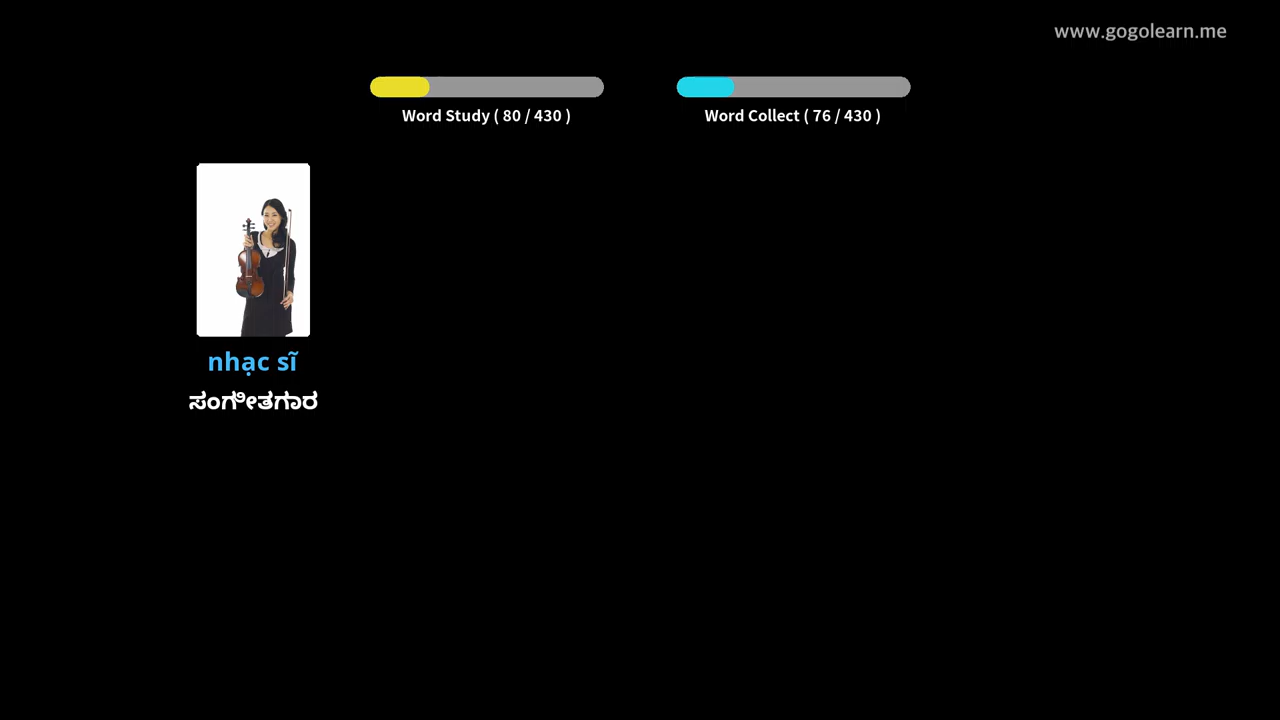 www.gogolearn.me
Word Study ( 80 / 430 )
Word Collect ( 76 / 430 )
nhạc sĩ
ಸಂಗೀತಗಾರ